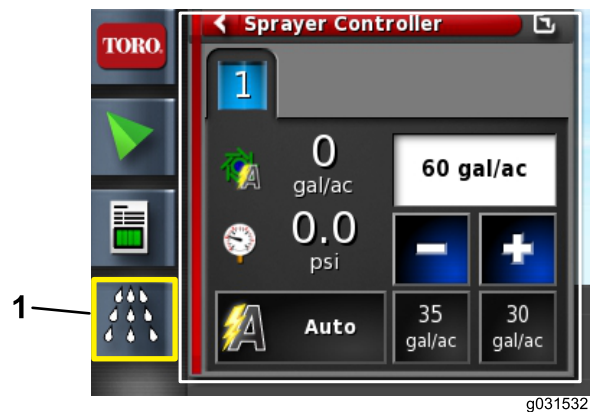 Sprayer Controller
TORO.
1
0
gal/ac
60 gal/ac
0.0
psi
- +
1
A Auto
35
gal/ac
30
gal/ac
g031532